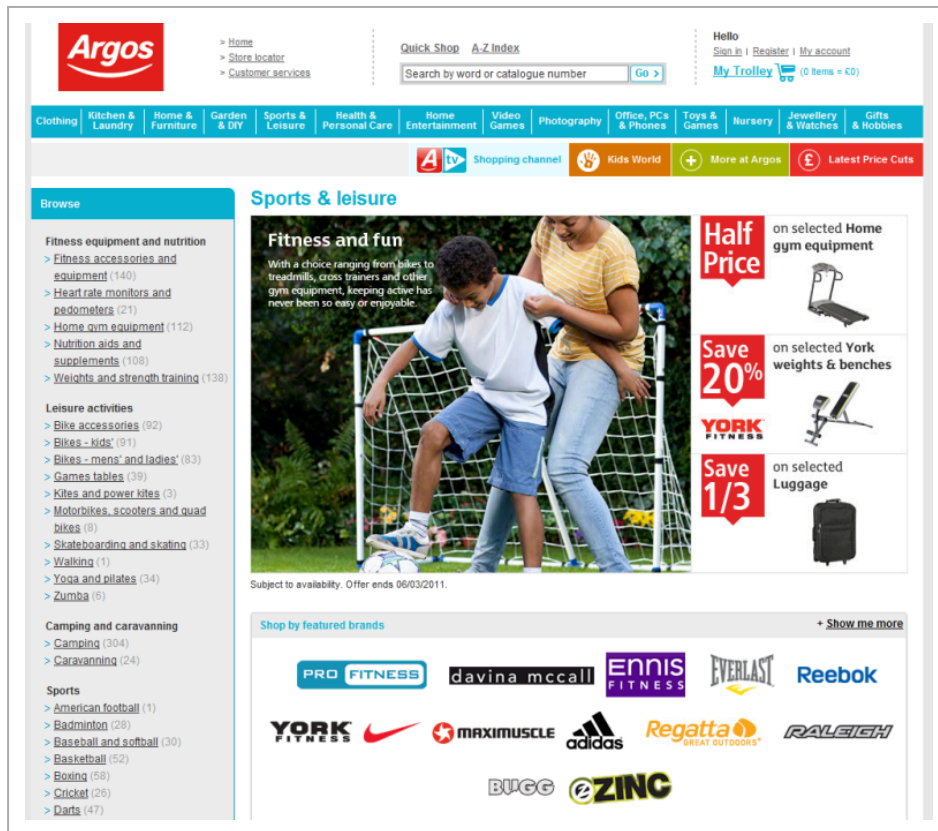 Argos
> Home
> Store locator
> Customer services
Quick Shop A-Z Index
Search by word or catalogue number Go >
Hello
Sign in | Register | My account
My Trolley (0 Items = £0)
Clothing
Kitchen & Laundry
Home & Furniture
Garden & DIY
Sports & Leisure
Health & Personal Care
Home Entertainment
Video Games
Photography
Office, PCs & Phones
Toys & Games
Nursery
Jewellery & Watches
Gifts & Hobbies
A tv Shopping channel
Kids World
+ More at Argos
£ Latest Price Cuts
Browse
Fitness equipment and nutrition
> Fitness accessories and
equipment (140)
> Heart rate monitors and
pedometers (21)
> Home gym equipment (112)
> Nutrition aids and
supplements (108)
> Weights and strength training (138)
Leisure activities
> Bike accessories (92)
> Bikes - kids' (91)
> Bikes - mens' and ladies' (83)
> Games tables (39)
> Kites and power kites (3)
> Motorbikes, scooters and quad
bikes (8)
> Skateboarding and skating (33)
> Walking (1)
> Yoga and pilates (34)
> Zumba (6)
Camping and caravanning
> Camping (304)
> Caravanning (24)
Sports
> American football (1)
> Badminton (28)
> Baseball and softball (30)
> Basketball (52)
> Boxing (58)
> Cricket (26)
> Darts (47)
Sports & leisure
Fitness and fun
With a choice ranging from bikes to
treadmills, cross trainers and other
gym equipment, keeping active has
never been so easy or enjoyable.
Half
Price
on selected Home
gym equipment
Save
20%
on selected York
weights & benches
YORK
FITNESS
Save
1/3
on selected
Luggage
Subject to availability. Offer ends 06/03/2011.
Shop by featured brands
+ Show me more
PRO FITNESS
davina mccall
ENNIS
FITNESS
EVERLAST
Reebok
YORK
FITNESS
MAXIMUSCLE
adidas
Regatta
GREAT OUTDOORS
RALEIGH
BUGG
ZINC